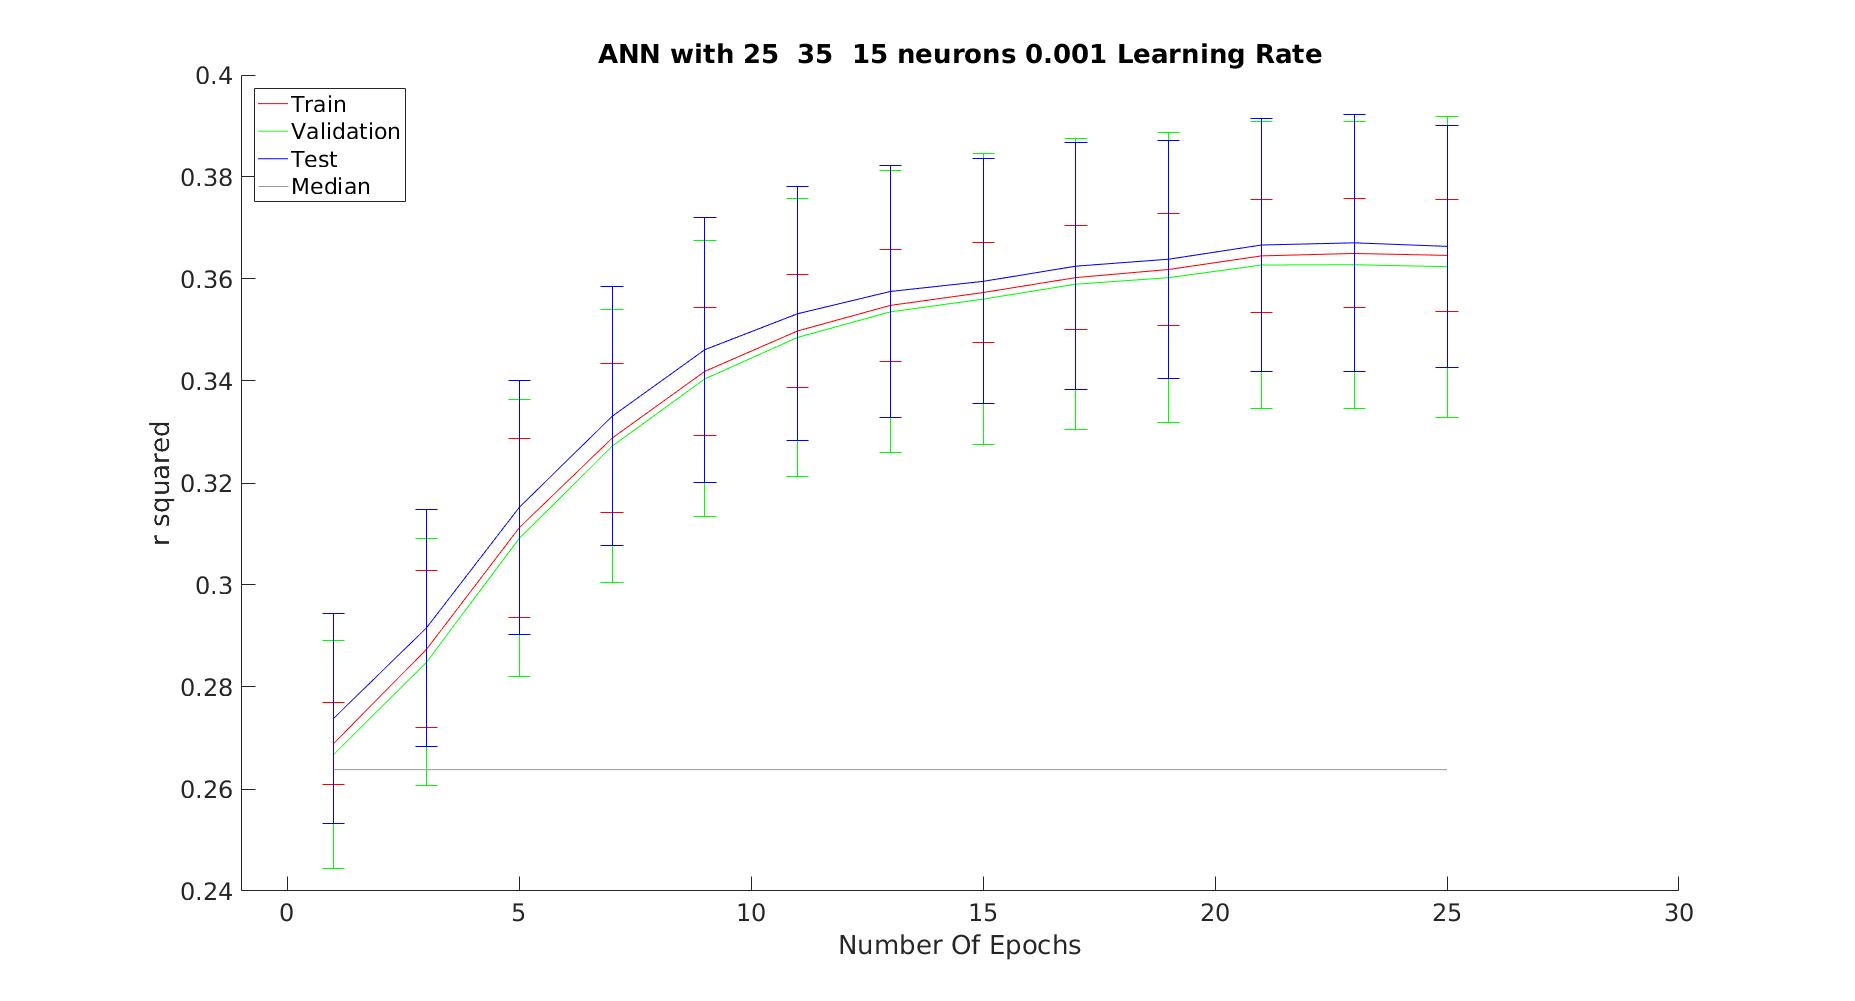 ANN with 25  35  15 neurons 0.001 Learning Rate
Train
Validation
Test
Median
0.4
0.38
0.36
0.34
0.32
0.3
0.28
0.26
0.24
r squared
0 5 10 15 20 25 30
Number Of Epochs